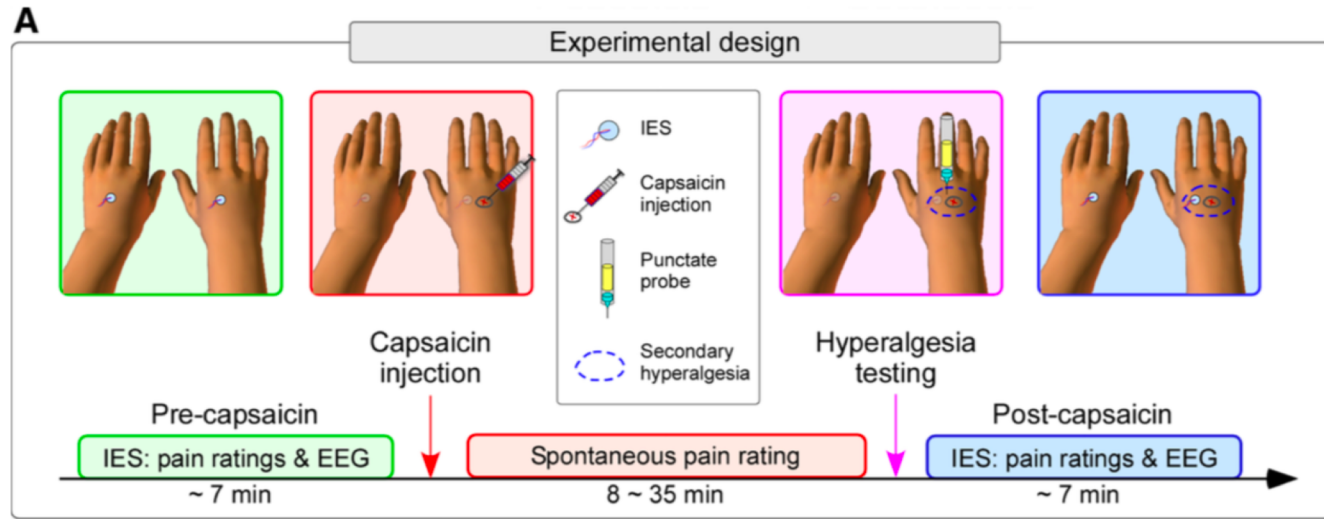 A
Experimental design
IES
Capsaicin
injection
Punctate
probe
Secondary
hyperalgesia
Capsaicin
injection
Hyperalgesia
testing
Pre-capsaicin
Post-capsaicin
IES: pain ratings & EEG
Spontaneous pain rating
IES: pain ratings & EEG
~ 7 min
8 ~ 35 min
~ 7 min